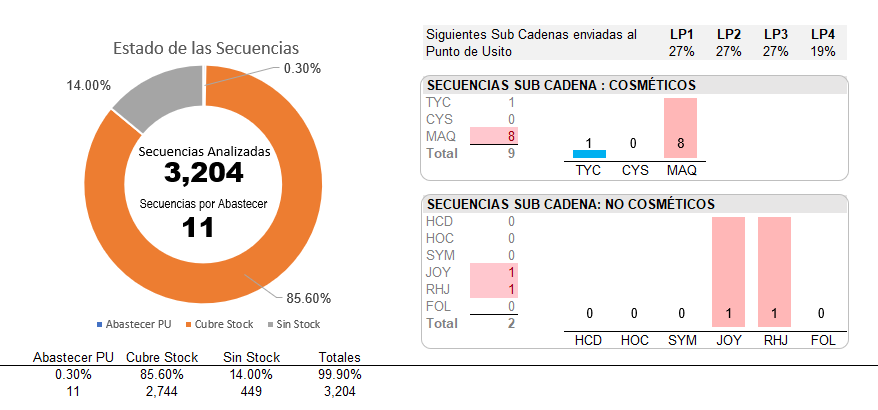 Estado de las Secuencias
0.30%
14.00%
Secuencias Analizadas
3,204
Secuencias por Abastecer
11
85.60%
Abastecer PU Cubre Stock Sin Stock
Abastecer PU Cubre Stock Sin Stock Totales
0.30% 85.60% 14.00% 99.90%
11 2,744 449 3,204
Siguientes Sub Cadenas enviadas al LP1 LP2 LP3 LP4
Punto de Usito 27% 27% 27% 19%
SECUENCIAS SUB CADENA : COSMÉTICOS
TYC 1
CYS 0
MAQ 8
Total 9
1 0 8
TYC CYS MAQ
SECUENCIAS SUB CADENA: NO COSMÉTICOS
HCD 0
HOC 0
SYM 0
JOY 1
RHJ 1
FOL 0
Total 2
0 0 0 1 1 0
HCD HOC SYM JOY RHJ FOL